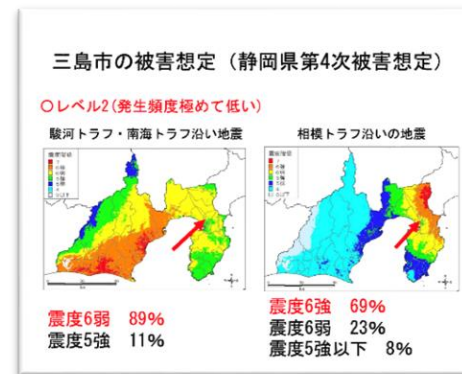 三島市の被害想定（静岡県第4次被害想定）
○レベル2(発生頻度極めて低い)
駿河トラフ・南海トラフ沿い地震
相模トラフ沿いの地震
震度6弱　89%
震度5強　11%
震度6強　69%
震度6弱　23%
震度5強以下　8%